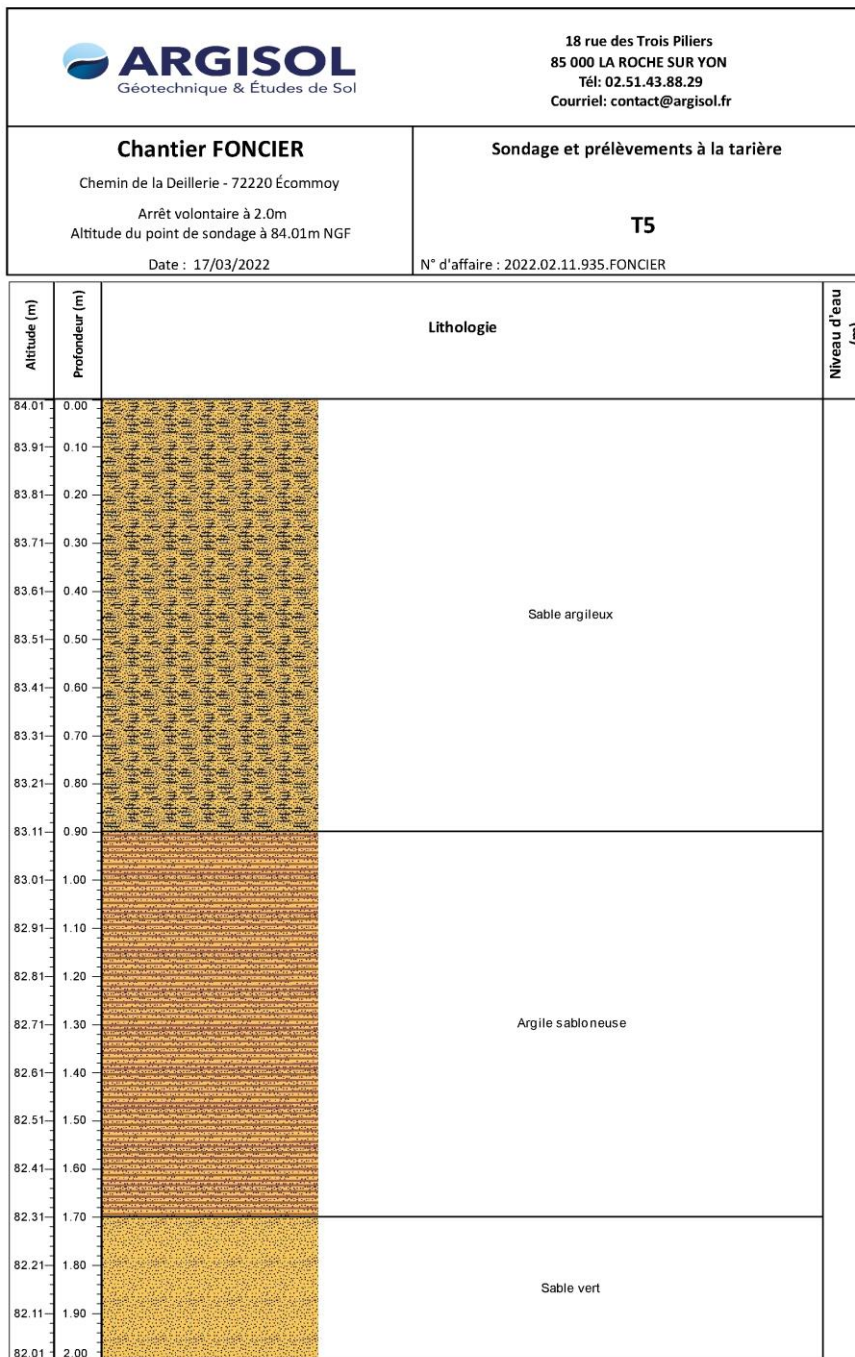 ARGISOL
Géotechnique & Études de Sol
18 rue des Trois Piliers
85 000 LA ROCHE SUR YON
Tél: 02.51.43.88.29
Courriel: contact@argisol.fr
Chantier FONCIER
Chemin de la Deillerie - 72220 Écommoy
Arrêt volontaire à 2.0m
Altitude du point de sondage à 84.01m NGF
Date : 17/03/2022
Sondage et prélèvements à la tarière
T5
N° d'affaire : 2022.02.11.935.FONCIER
Altitude (m)
Profondeur (m)
Lithologie
Niveau d'eau
(m)
84.01 0.00
83.91 0.10
83.81 0.20
83.71 0.30
83.61 0.40
Sable argileux
83.51 0.50
83.41 0.60
83.31 0.70
83.21 0.80
83.11 0.90
83.01 1.00
82.91 1.10
82.81 1.20
82.71 1.30
Argile sabloneuse
82.61 1.40
82.51 1.50
82.41 1.60
82.31 1.70
82.21 1.80
Sable vert
82.11 1.90
82.01 2.00